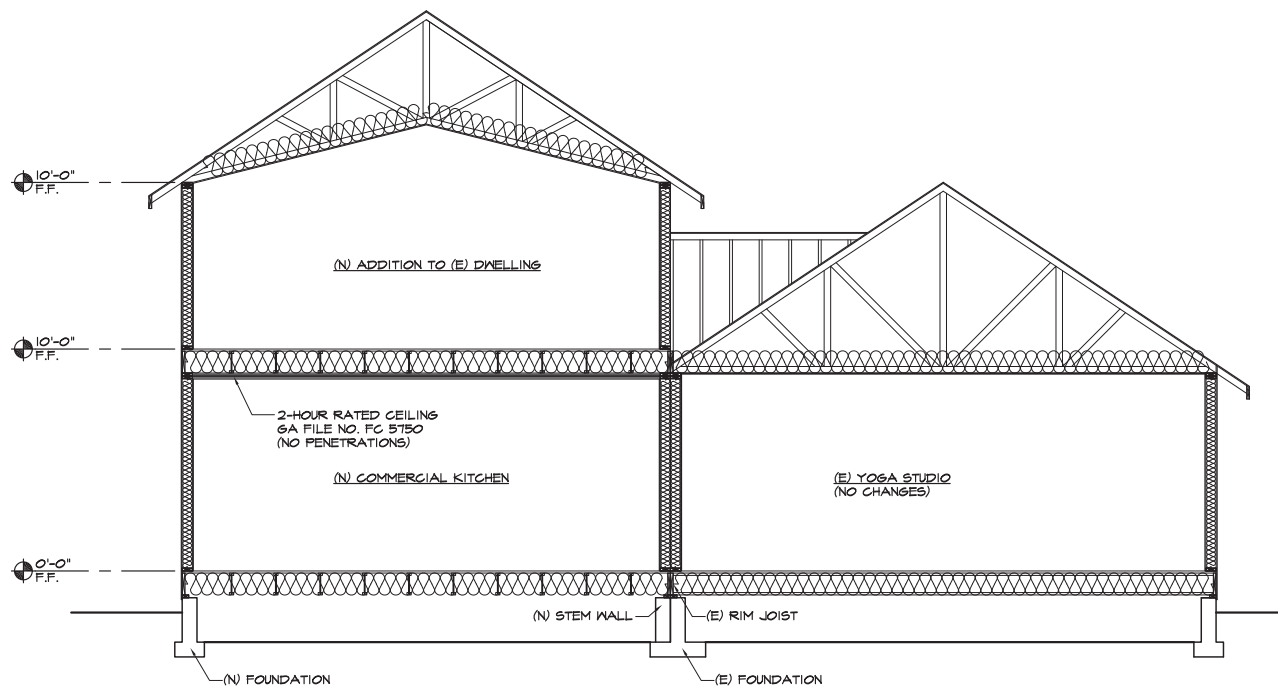 10'-0"
F.F.
(N) ADDITION TO (E) DWELLING
10'-0"
F.F.
2-HOUR RATED CEILING
GA FILE NO. FC 5750
(NO PENETRATIONS)
(N) COMMERCIAL KITCHEN
(E) YOGA STUDIO
(NO CHANGES)
0'-0"
F.F.
(N) STEM WALL
(E) RIM JOIST
(N) FOUNDATION
(E) FOUNDATION